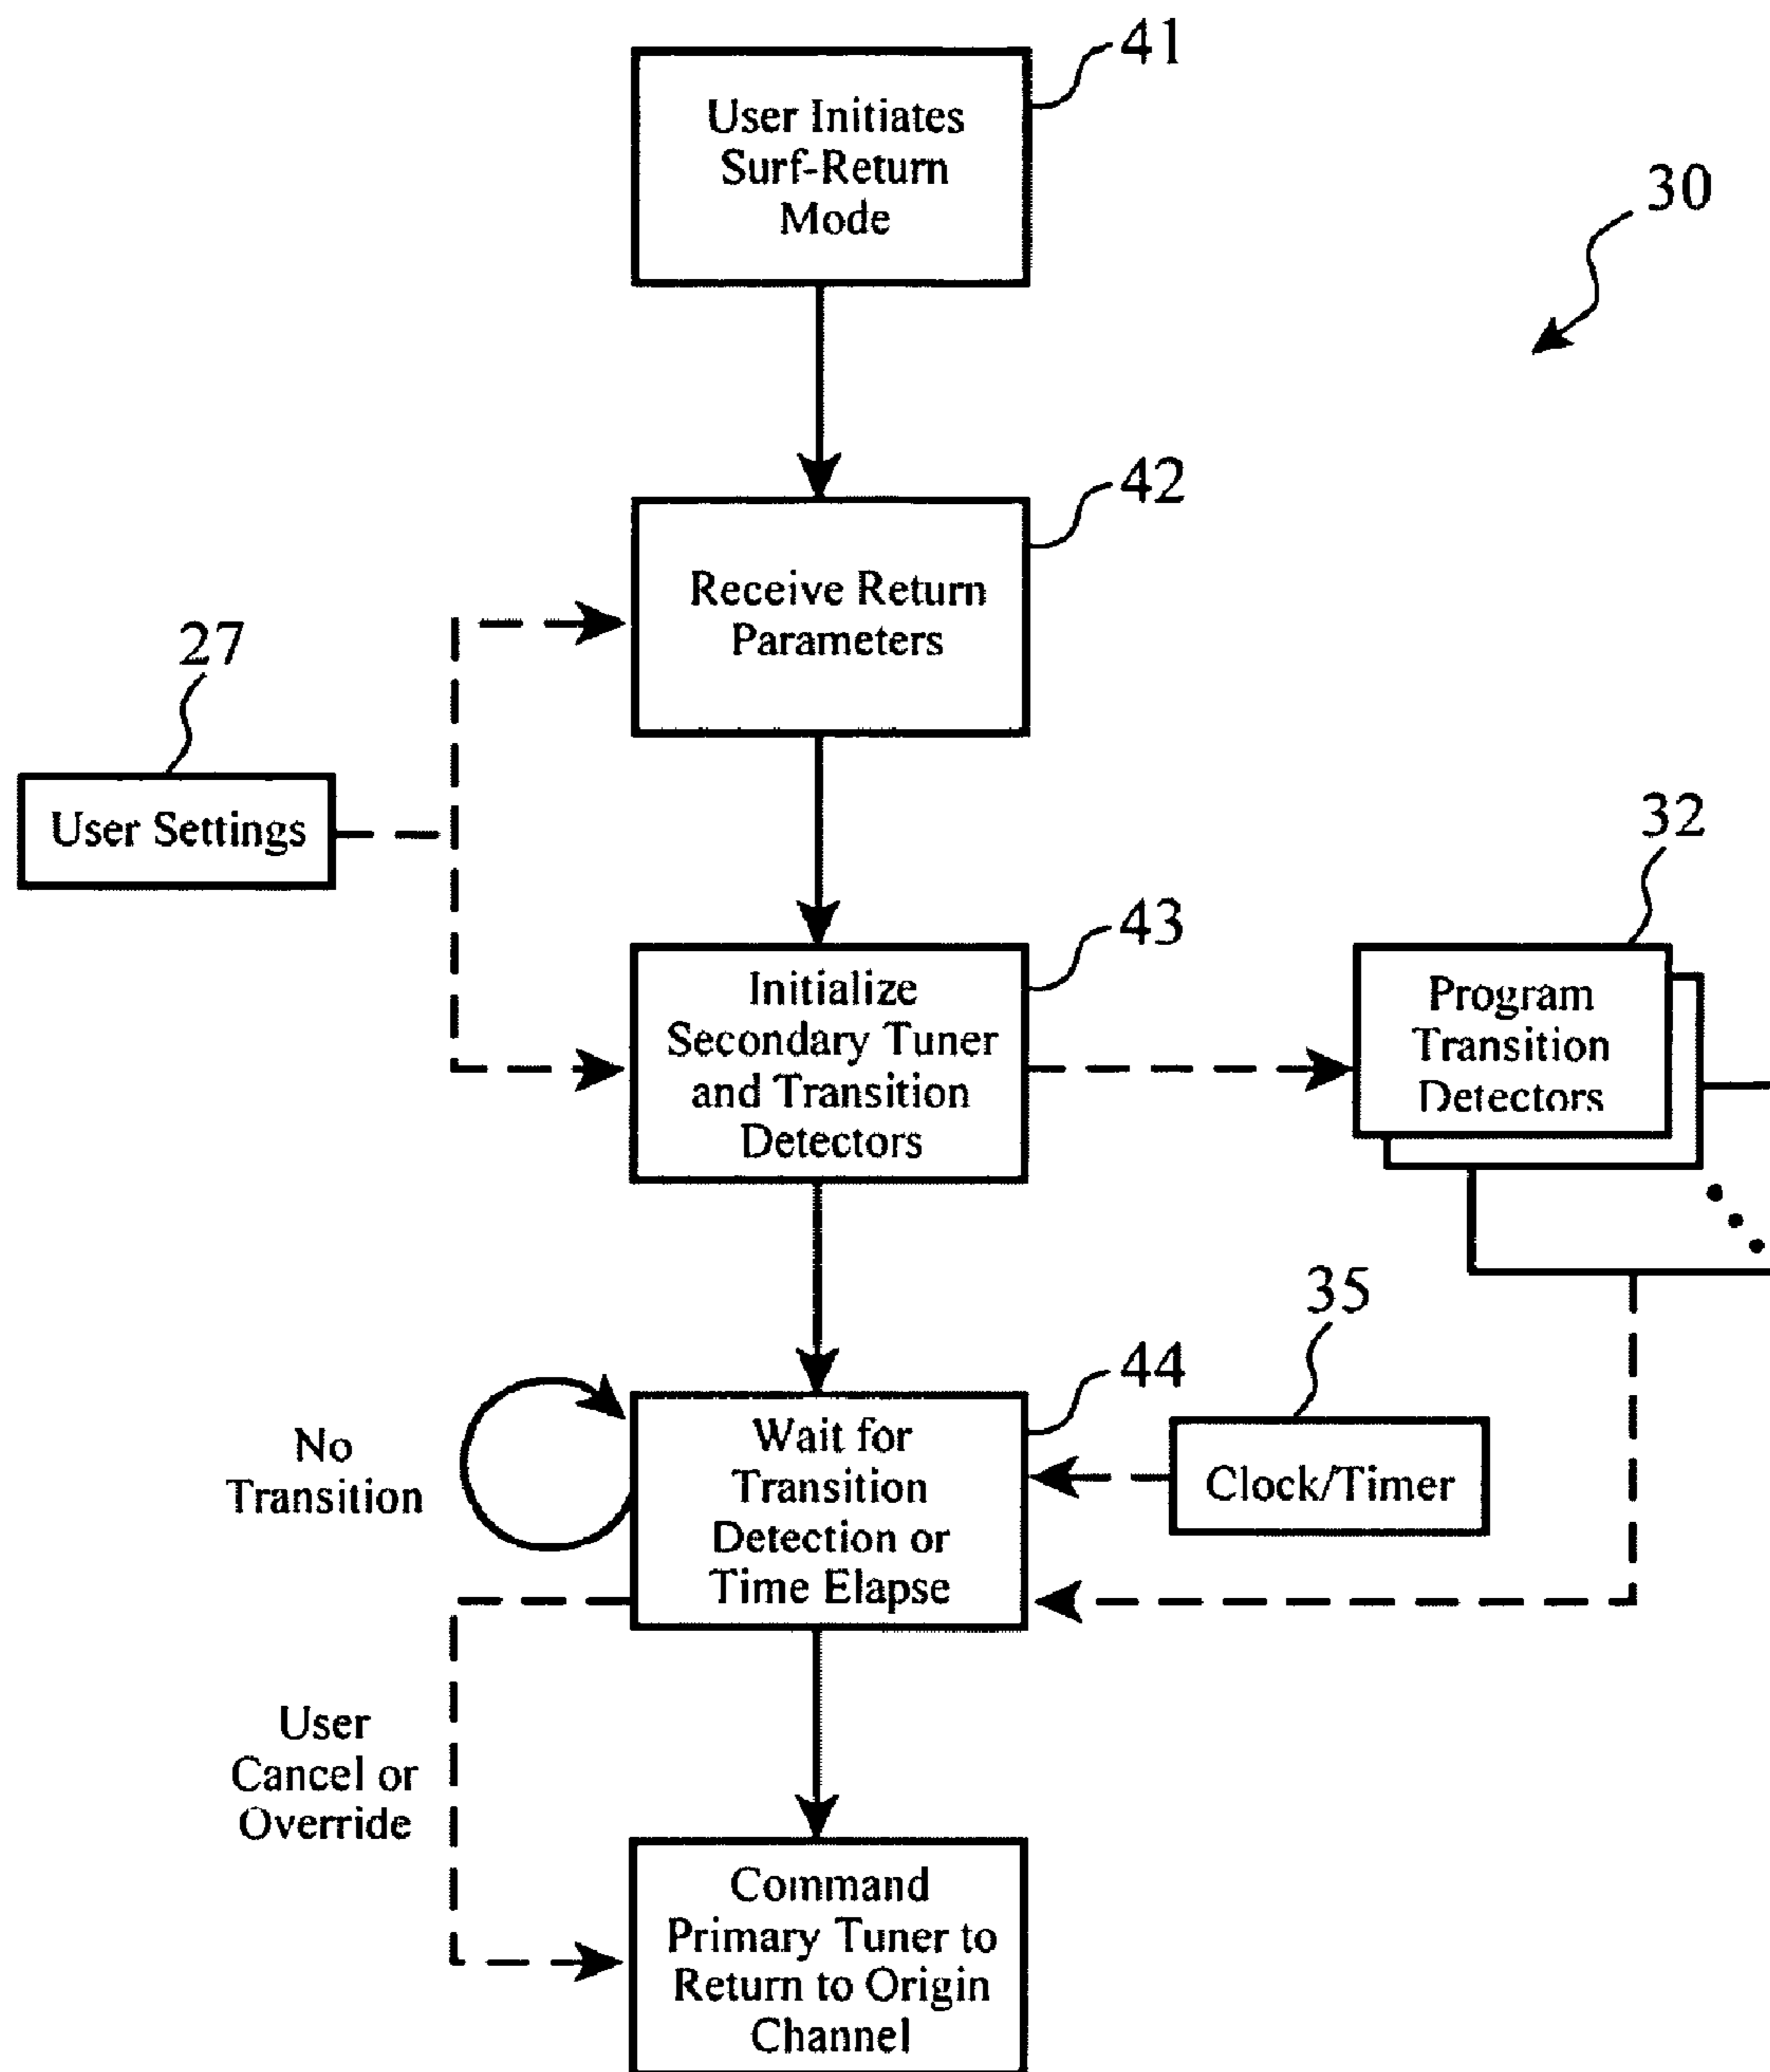 41
User Initiates
Surf-Return
Mode
30
42
Receive Return
Parameters
27
User Settings
32
43
Initialize
Secondary Tuner
and Transition
Detectors
Program
Transition
Detectors
35
44
No
Transition
Wait for
Transition
Detection or
Time Elapse
Clock/Timer
User
Cancel or
Override
Command
Primary Tuner to
Return to Origin
Channel